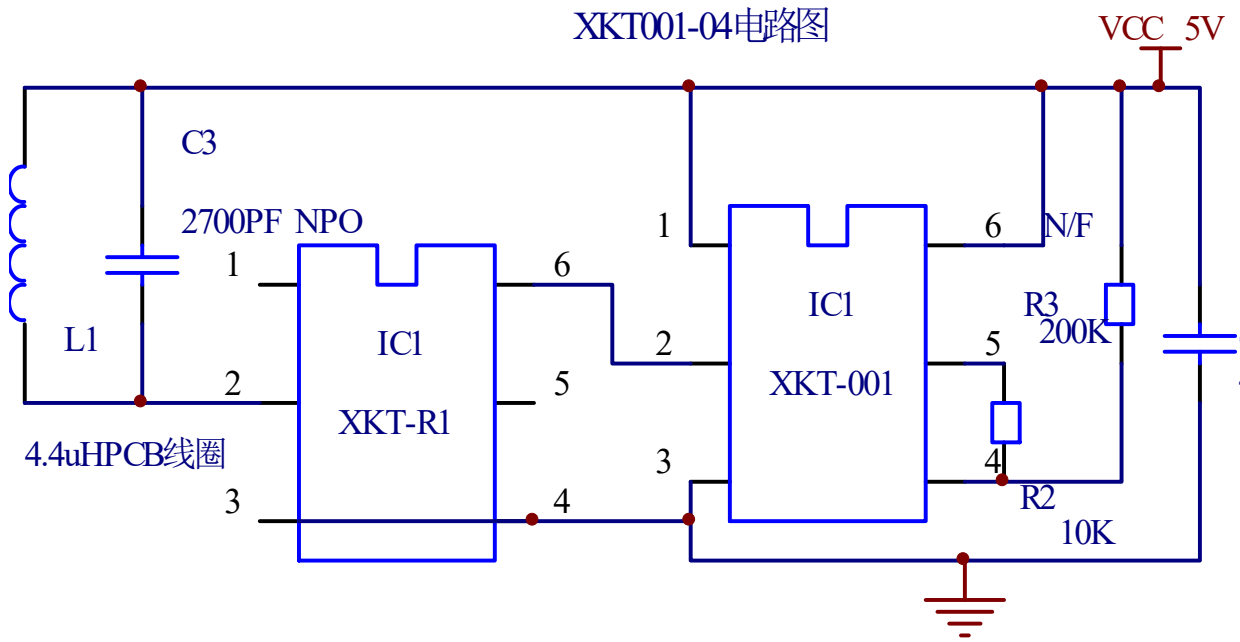 XKT001-04电路图
VCC 5V
C3
2700PF NPO
L1
4.4uHPCB线圈
1
2
3
IC1
XKT-R1
6
5
4
1
2
3
IC1
XKT-001
6
5
4
N/F
R3
200K
R2
10K